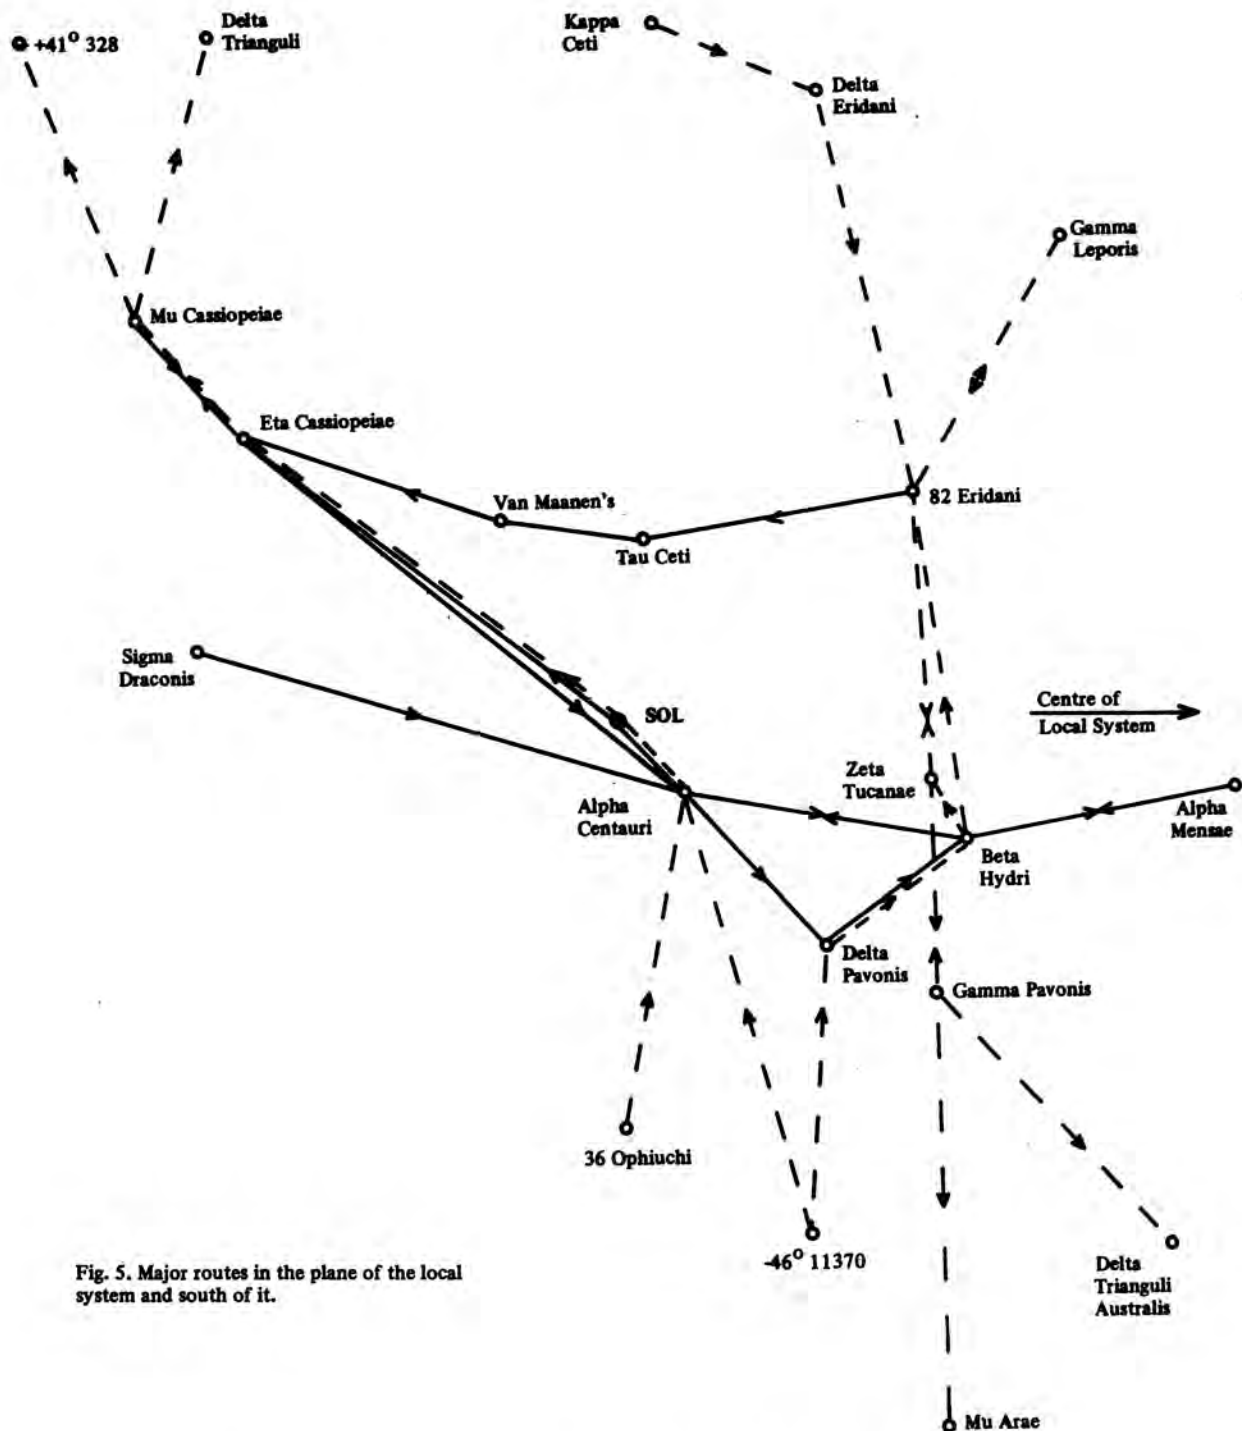 Kappa
Ceti
Delta
Trianguli
+41° 328
Delta
Eridani
Gamma
Leporis
Mu Cassiopeiae
Eta Cassiopeiae
82 Eridani
Van Maanen's
Tau Ceti
Sigma
Draconis
SOL
Centre of
Local System
Zeta
Tucanae
Alpha
Centauri
Alpha
Mensae
Beta
Hydri
Delta
Pavonis
Gamma Pavonis
36 Ophiuchi
-46° 11370
Delta
Trianguli
Australis
Fig. 5. Major routes in the plane of the local
system and south of it.
Mu Arae